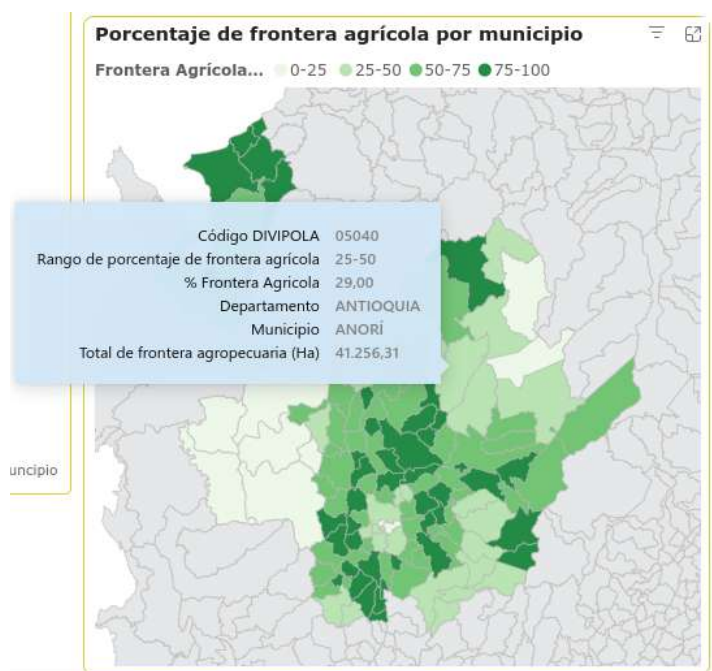 Porcentaje de frontera agrícola por municipio
Frontera Agrícola... 0-25 25-50 50-75 75-100
Código DIVIPOLA 05040
Rango de porcentaje de frontera agrícola 25-50
% Frontera Agricola 29,00
Departamento ANTIOQUIA
Municipio ANORÍ
Total de frontera agropecuaria (Ha) 41.256,31
uncipio